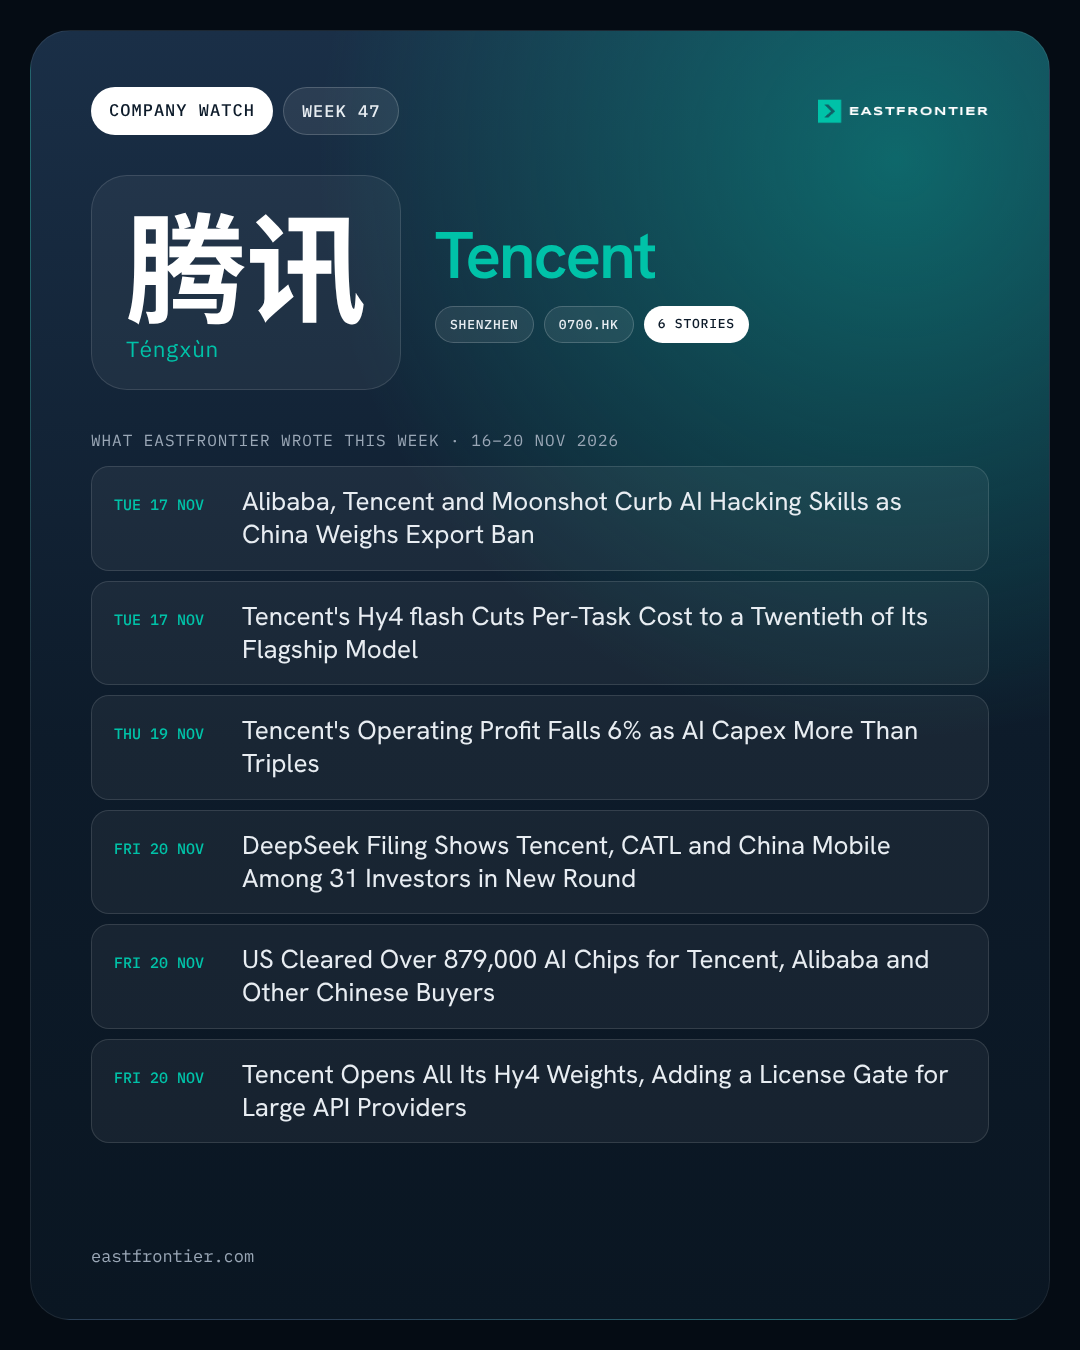 COMPANY WATCH
WEEK 47
EASTFRONTIER
腾讯
Téngxùn
Tencent
SHENZHEN
0700.HK
6 STORIES
WHAT EASTFRONTIER WROTE THIS WEEK · 16–20 NOV 2026
TUE 17 NOV
Alibaba, Tencent and Moonshot Curb AI Hacking Skills as
China Weighs Export Ban
TUE 17 NOV
Tencent's Hy4 flash Cuts Per-Task Cost to a Twentieth of Its
Flagship Model
THU 19 NOV
Tencent's Operating Profit Falls 6% as AI Capex More Than
Triples
FRI 20 NOV
DeepSeek Filing Shows Tencent, CATL and China Mobile
Among 31 Investors in New Round
FRI 20 NOV
US Cleared Over 879,000 AI Chips for Tencent, Alibaba and
Other Chinese Buyers
FRI 20 NOV
Tencent Opens All Its Hy4 Weights, Adding a License Gate for
Large API Providers
eastfrontier.com